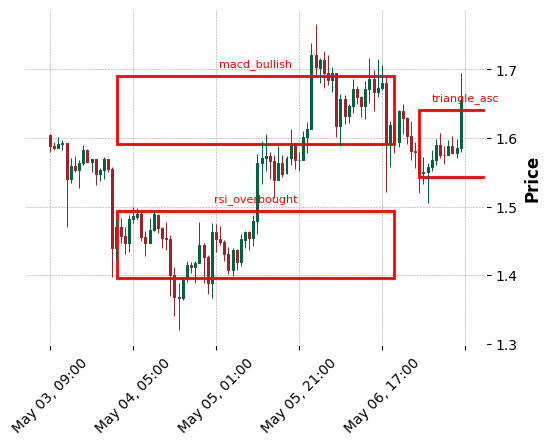 macd_bullish
1.7
triangle_asc
1.6
Price
rsi_overbought
1.5
1.4
1.3
May 03, 09:00
May 04, 05:00
May 05, 01:00
May 05, 21:00
May 06, 17:00